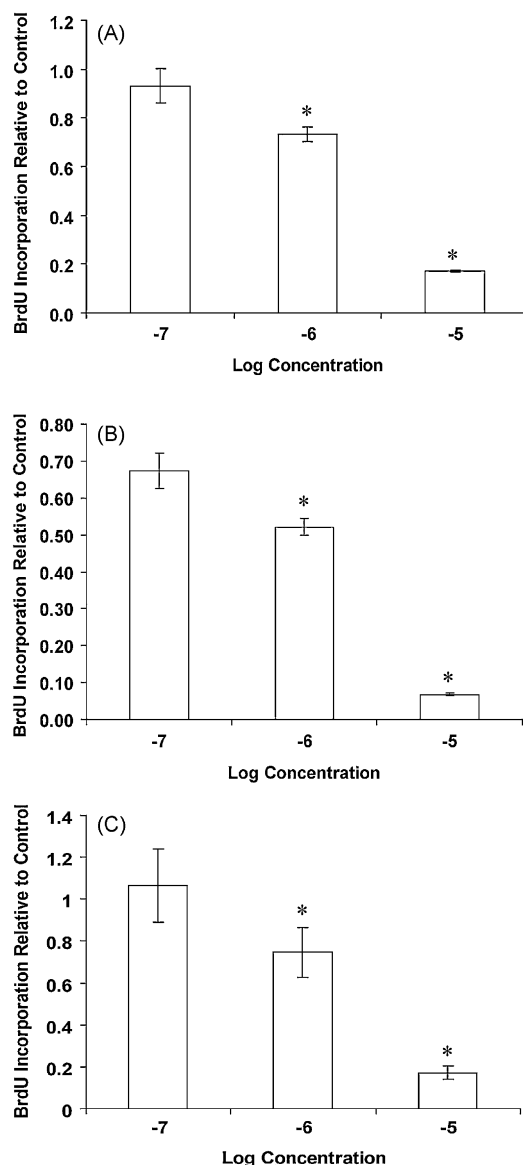 (A)
BrdU Incorporation Relative to Control
1.2
1.0
0.8
0.6
0.4
0.2
0.0
*
*
-7 -6 -5
Log Concentration
(B)
BrdU Incorporation Relative to Control
0.80
0.70
0.60
0.50
0.40
0.30
0.20
0.10
0.00
*
*
-7 -6 -5
Log Concentration
(C)
BrdU Incorporation Relative to Control
1.4
1.2
1
0.8
0.6
0.4
0.2
0
*
*
-7 -6 -5
Log Concentration